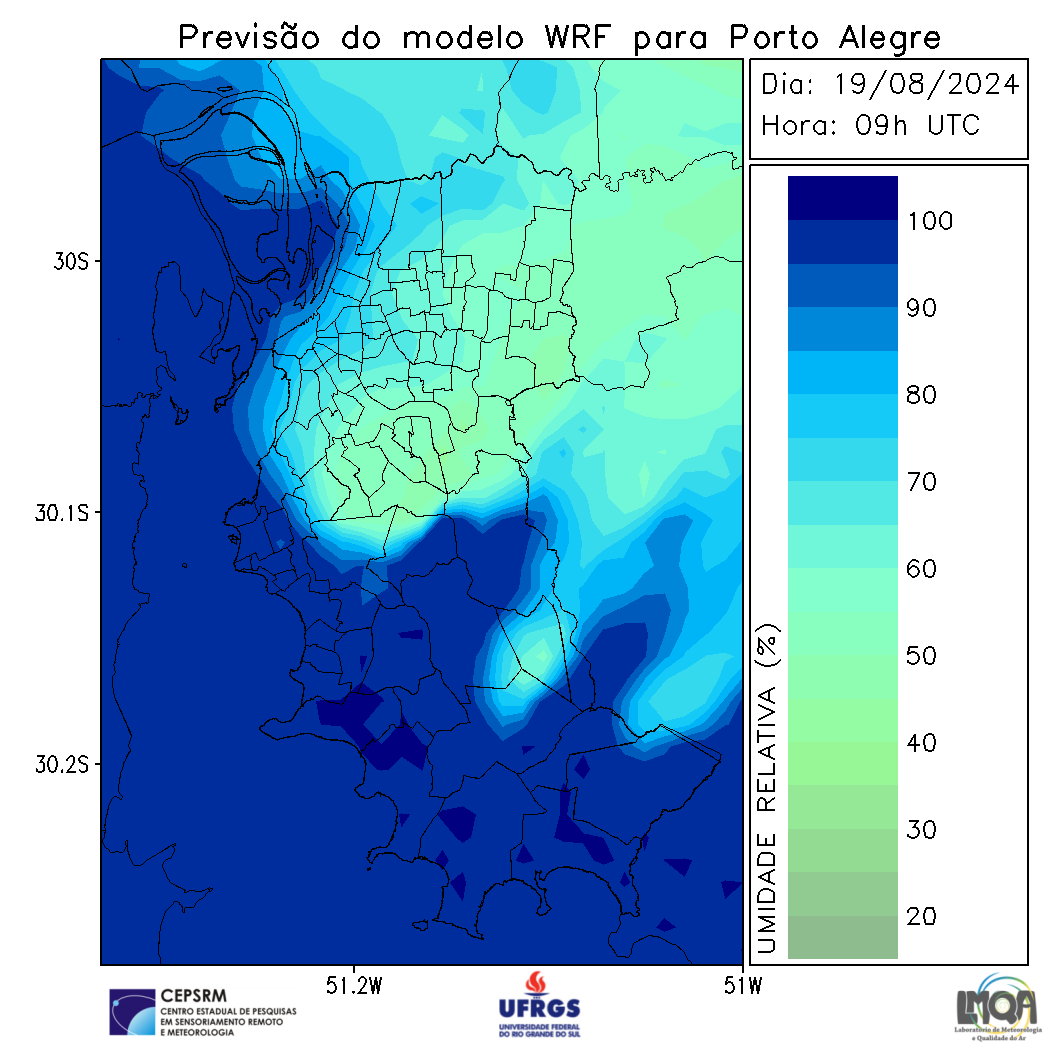 Previsão do modelo WRF para Porto Alegre
Dia: 19/08/2024
Hora: 09h UTC
30S
30.1S
30.2S
51.2W
51W
100
90
80
70
60
50
40
30
20
UMIDADE RELATIVA (%)
CEPSRM
CENTRO ESTADUAL DE PESQUISAS
EM SENSORIAMENTO REMOTO
E METEOROLOGIA
UFRGS
UNIVERSIDADE FEDERAL
DO RIO GRANDE DO SUL
LMQA
Laboratório de Meteorologia
e Qualidade do Ar